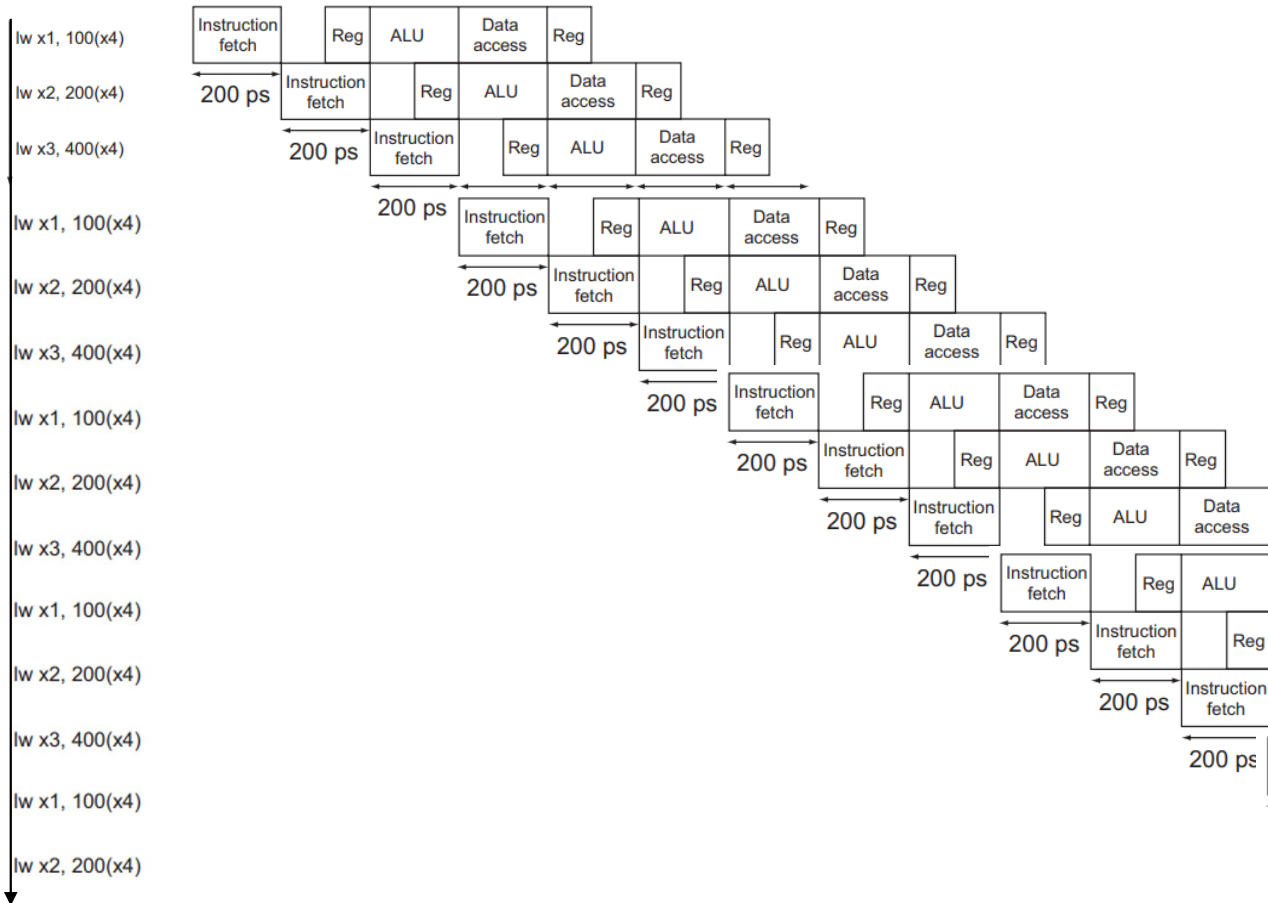 lw x1, 100(x4)
Instruction
fetch
Reg
ALU
Data
access
Reg
200 ps
lw x2, 200(x4)
Instruction
fetch
Reg
ALU
Data
access
Reg
200 ps
lw x3, 400(x4)
Instruction
fetch
Reg
ALU
Data
access
Reg
200 ps
lw x1, 100(x4)
Instruction
fetch
Reg
ALU
Data
access
Reg
200 ps
lw x2, 200(x4)
Instruction
fetch
Reg
ALU
Data
access
Reg
200 ps
lw x3, 400(x4)
Instruction
fetch
Reg
ALU
Data
access
Reg
200 ps
lw x1, 100(x4)
Instruction
fetch
Reg
ALU
Data
access
Reg
200 ps
lw x2, 200(x4)
Instruction
fetch
Reg
ALU
Data
access
Reg
200 ps
lw x3, 400(x4)
Instruction
fetch
Reg
ALU
Data
access
200 ps
lw x1, 100(x4)
Instruction
fetch
Reg
ALU
200 ps
lw x2, 200(x4)
Instruction
fetch
Reg
200 ps
lw x3, 400(x4)
Instruction
fetch
200 ps
lw x1, 100(x4)
lw x2, 200(x4)